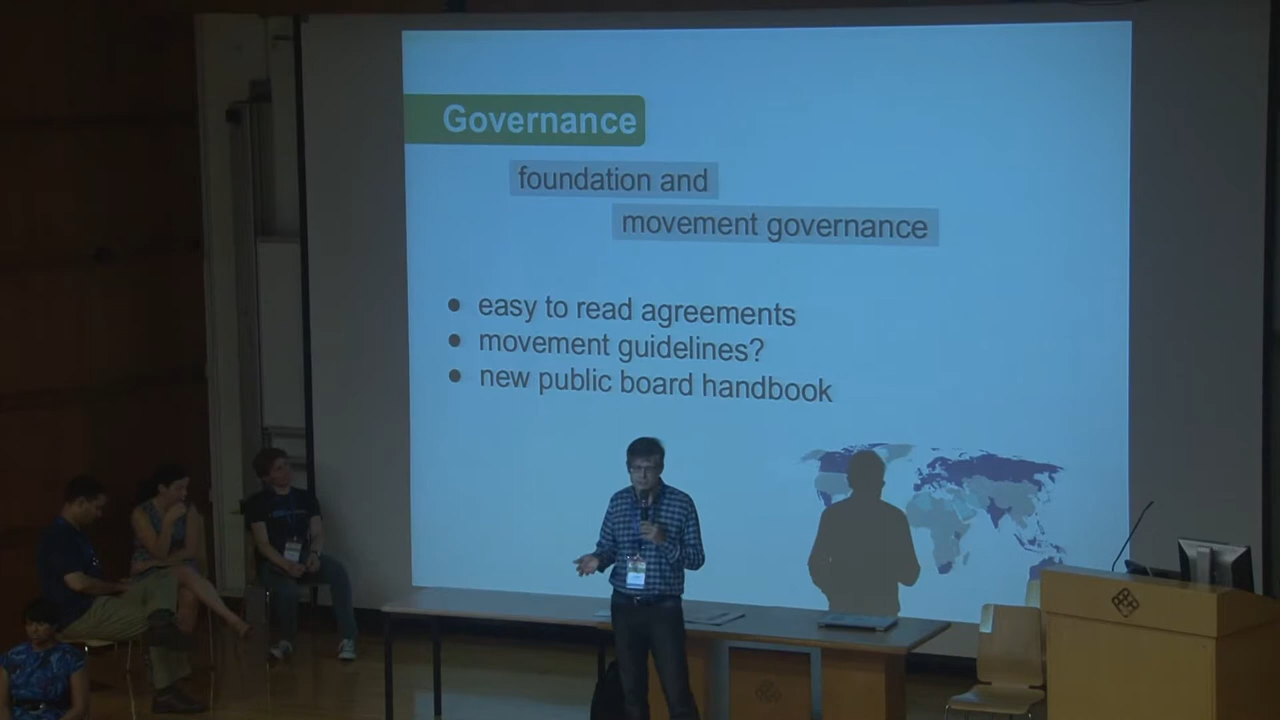 Governance
foundation and
movement governance
easy to read agreements
movement guidelines?
new public board handbook